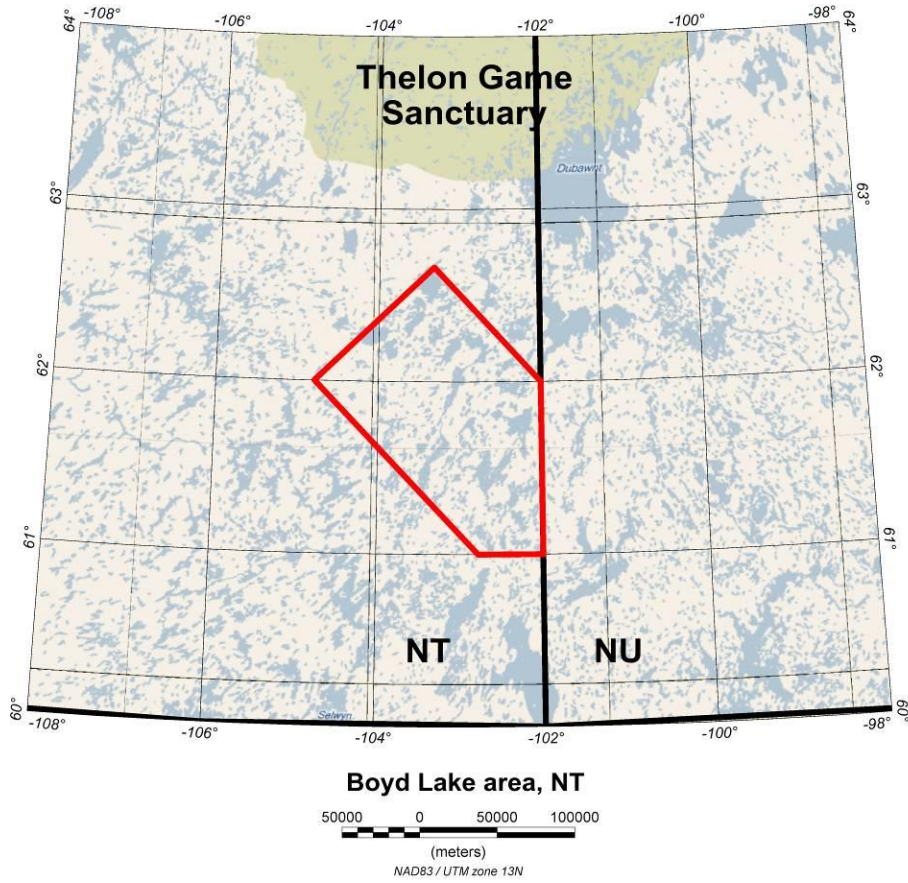 -108° -106° -104° -102° -100° -98°
64° 64°
Thelon Game
Sanctuary
Dubawnt
63° 63°
62° 62°
61° 61°
NT NU
60° 60°
Selwyn
-108° -106° -104° -102° -100° -98°
Boyd Lake area, NT
50000 0 50000 100000
(meters)
NAD83 / UTM zone 13N